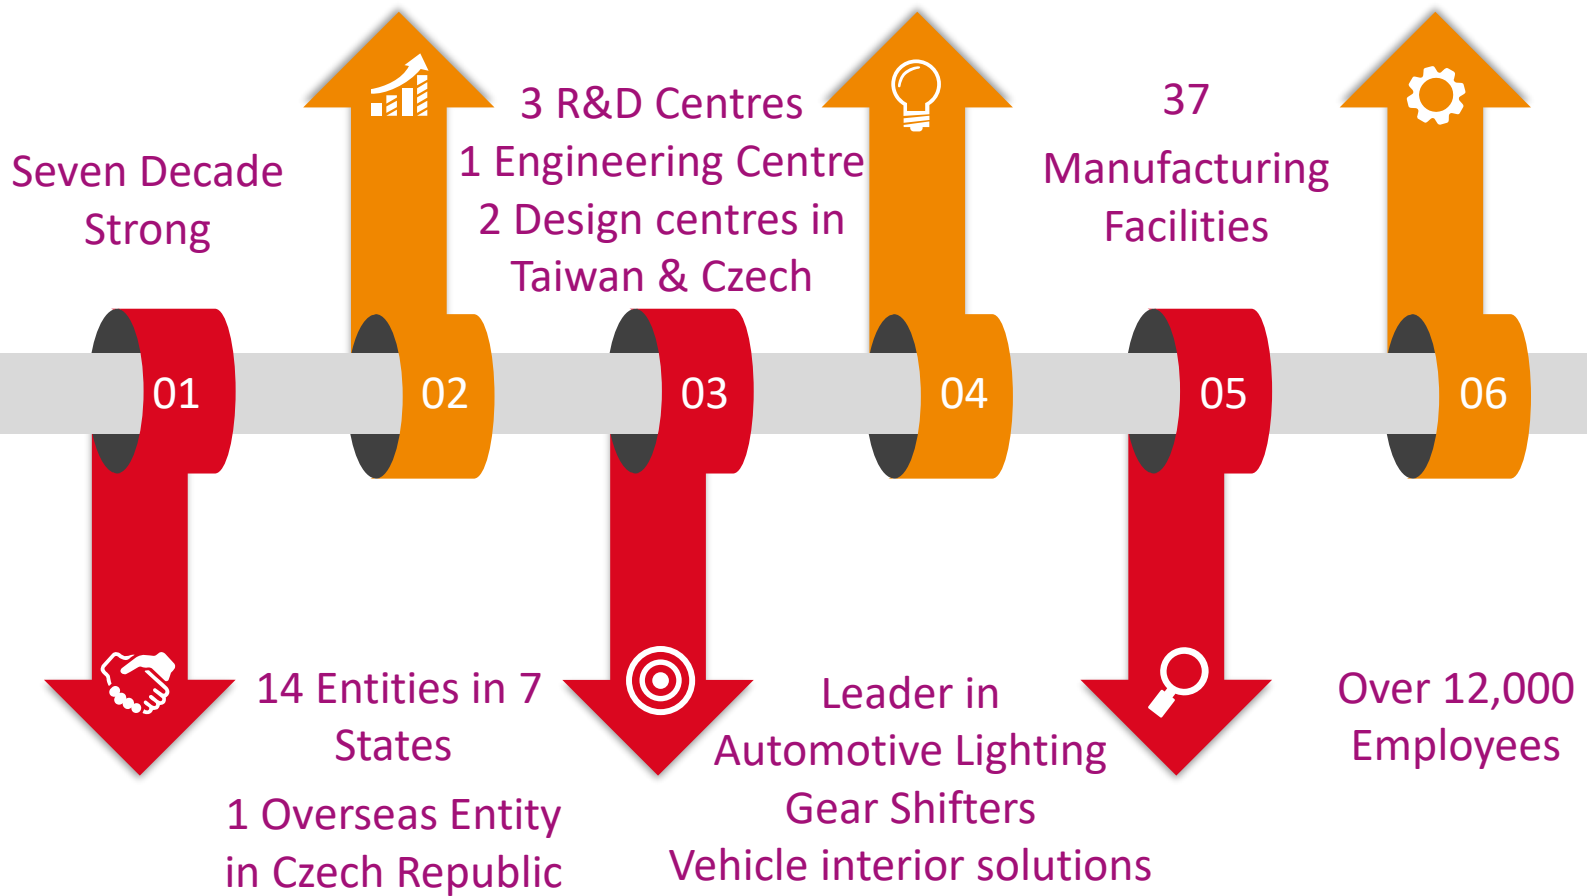 Seven Decade
Strong
01
02
14 Entities in 7
States
1 Overseas Entity
in Czech Republic
3 R&D Centres
1 Engineering Centre
2 Design centres in
Taiwan & Czech
03
04
Leader in
Automotive Lighting
Gear Shifters
Vehicle interior solutions
37
Manufacturing
Facilities
05
06
Over 12,000
Employees